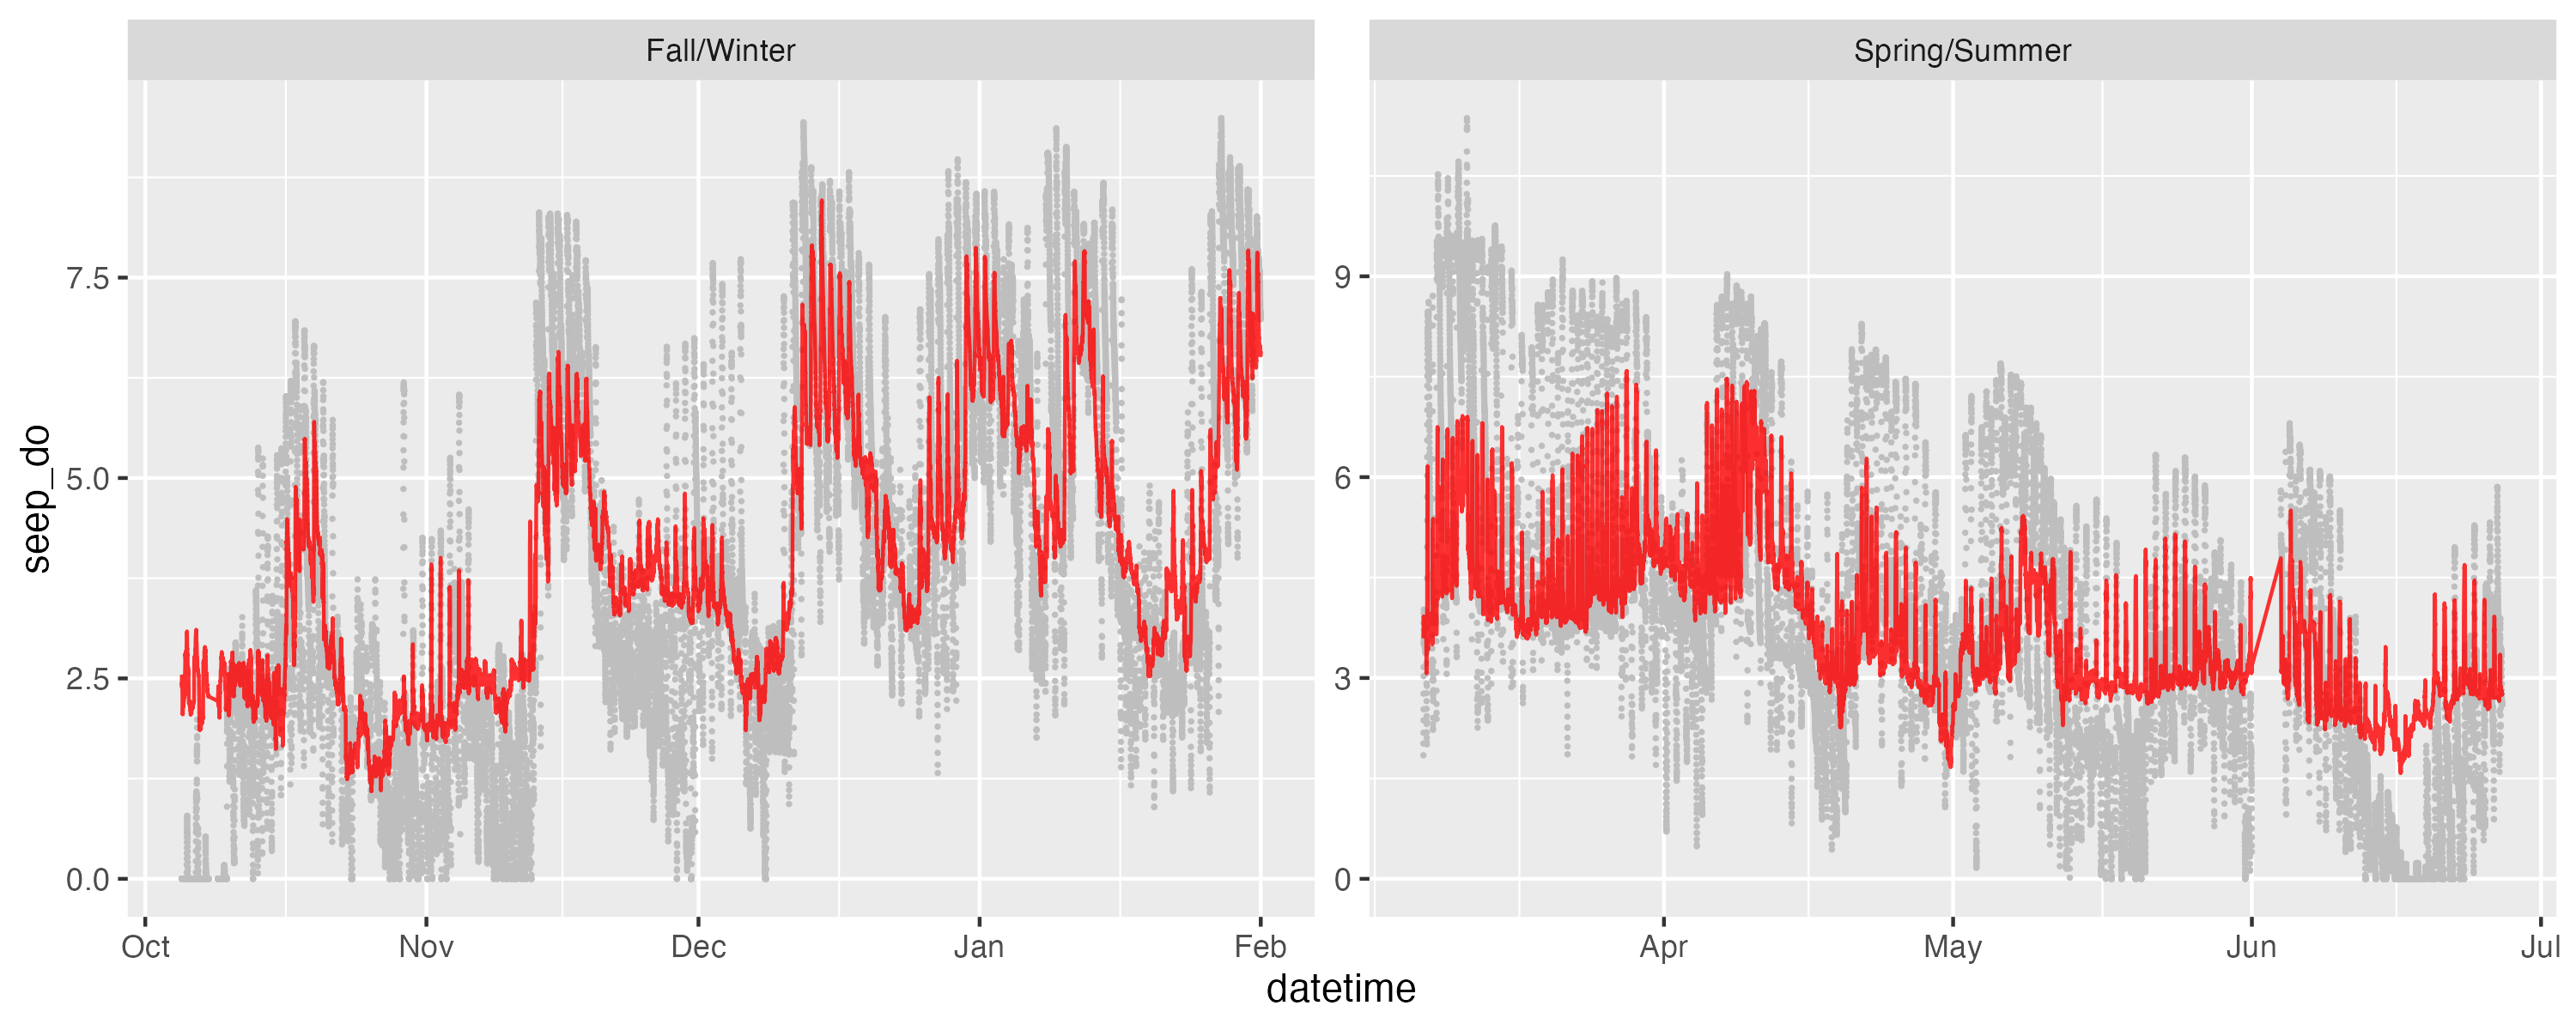 Fall/Winter
Spring/Summer
seep_do
7.5
5.0
2.5
0.0
9
6
3
0
Oct
Nov
Dec
Jan
Feb
Apr
May
Jun
Jul
datetime